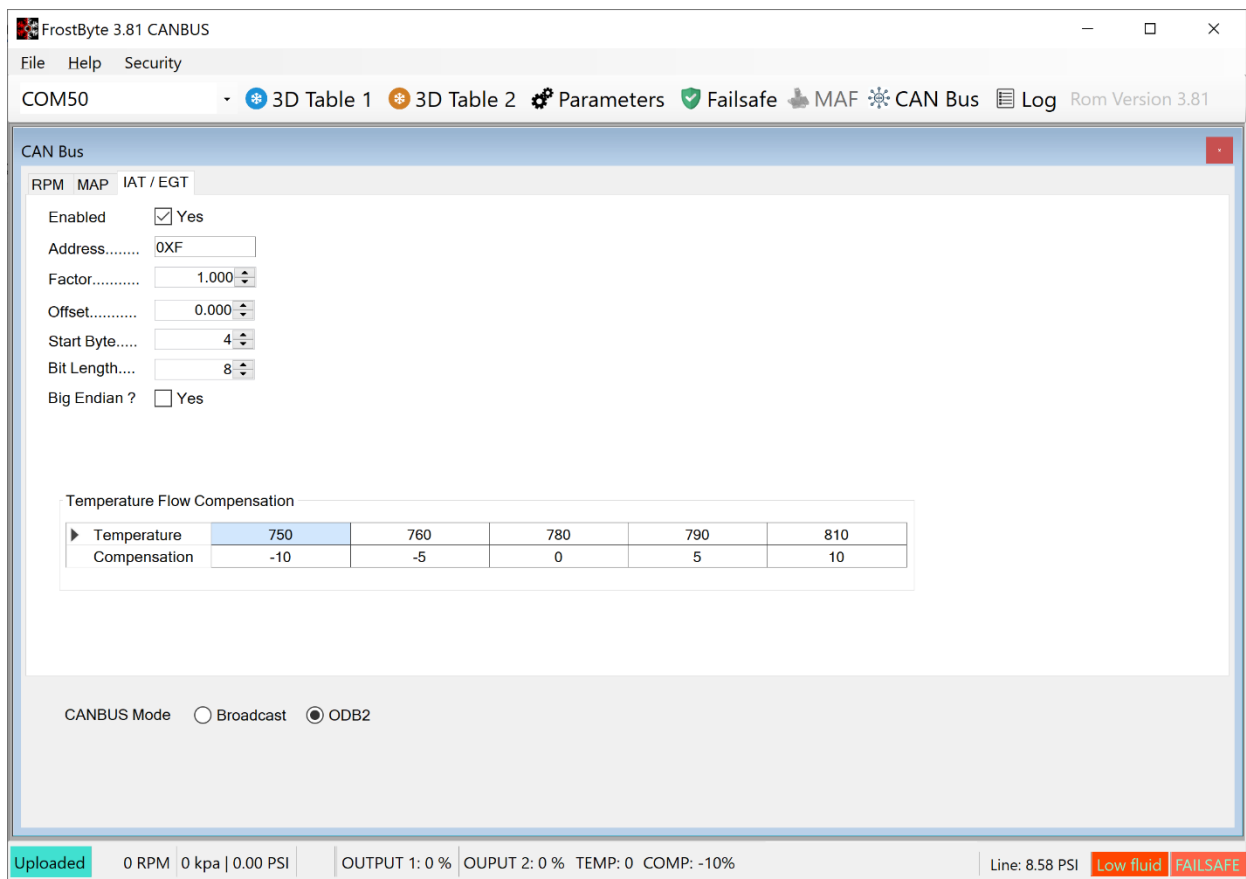 FrostByte 3.81 CANBUS
File Help Security
COM50 3D Table 1 3D Table 2 Parameters Failsafe MAF CAN Bus Log Rom Version 3.81
CAN Bus
RPM MAP IAT / EGT
Enabled Yes
Address........ 0XF
Factor........... 1.000
Offset........... 0.000
Start Byte..... 4
Bit Length.... 8
Big Endian ? Yes
Temperature Flow Compensation
Temperature 750 760 780 790 810
Compensation -10 -5 0 5 10
CANBUS Mode Broadcast ODB2
Uploaded 0 RPM 0 kpa | 0.00 PSI OUTPUT 1: 0 % OUPUT 2: 0 % TEMP: 0 COMP: -10% Line: 8.58 PSI Low fluid FAILSAFE